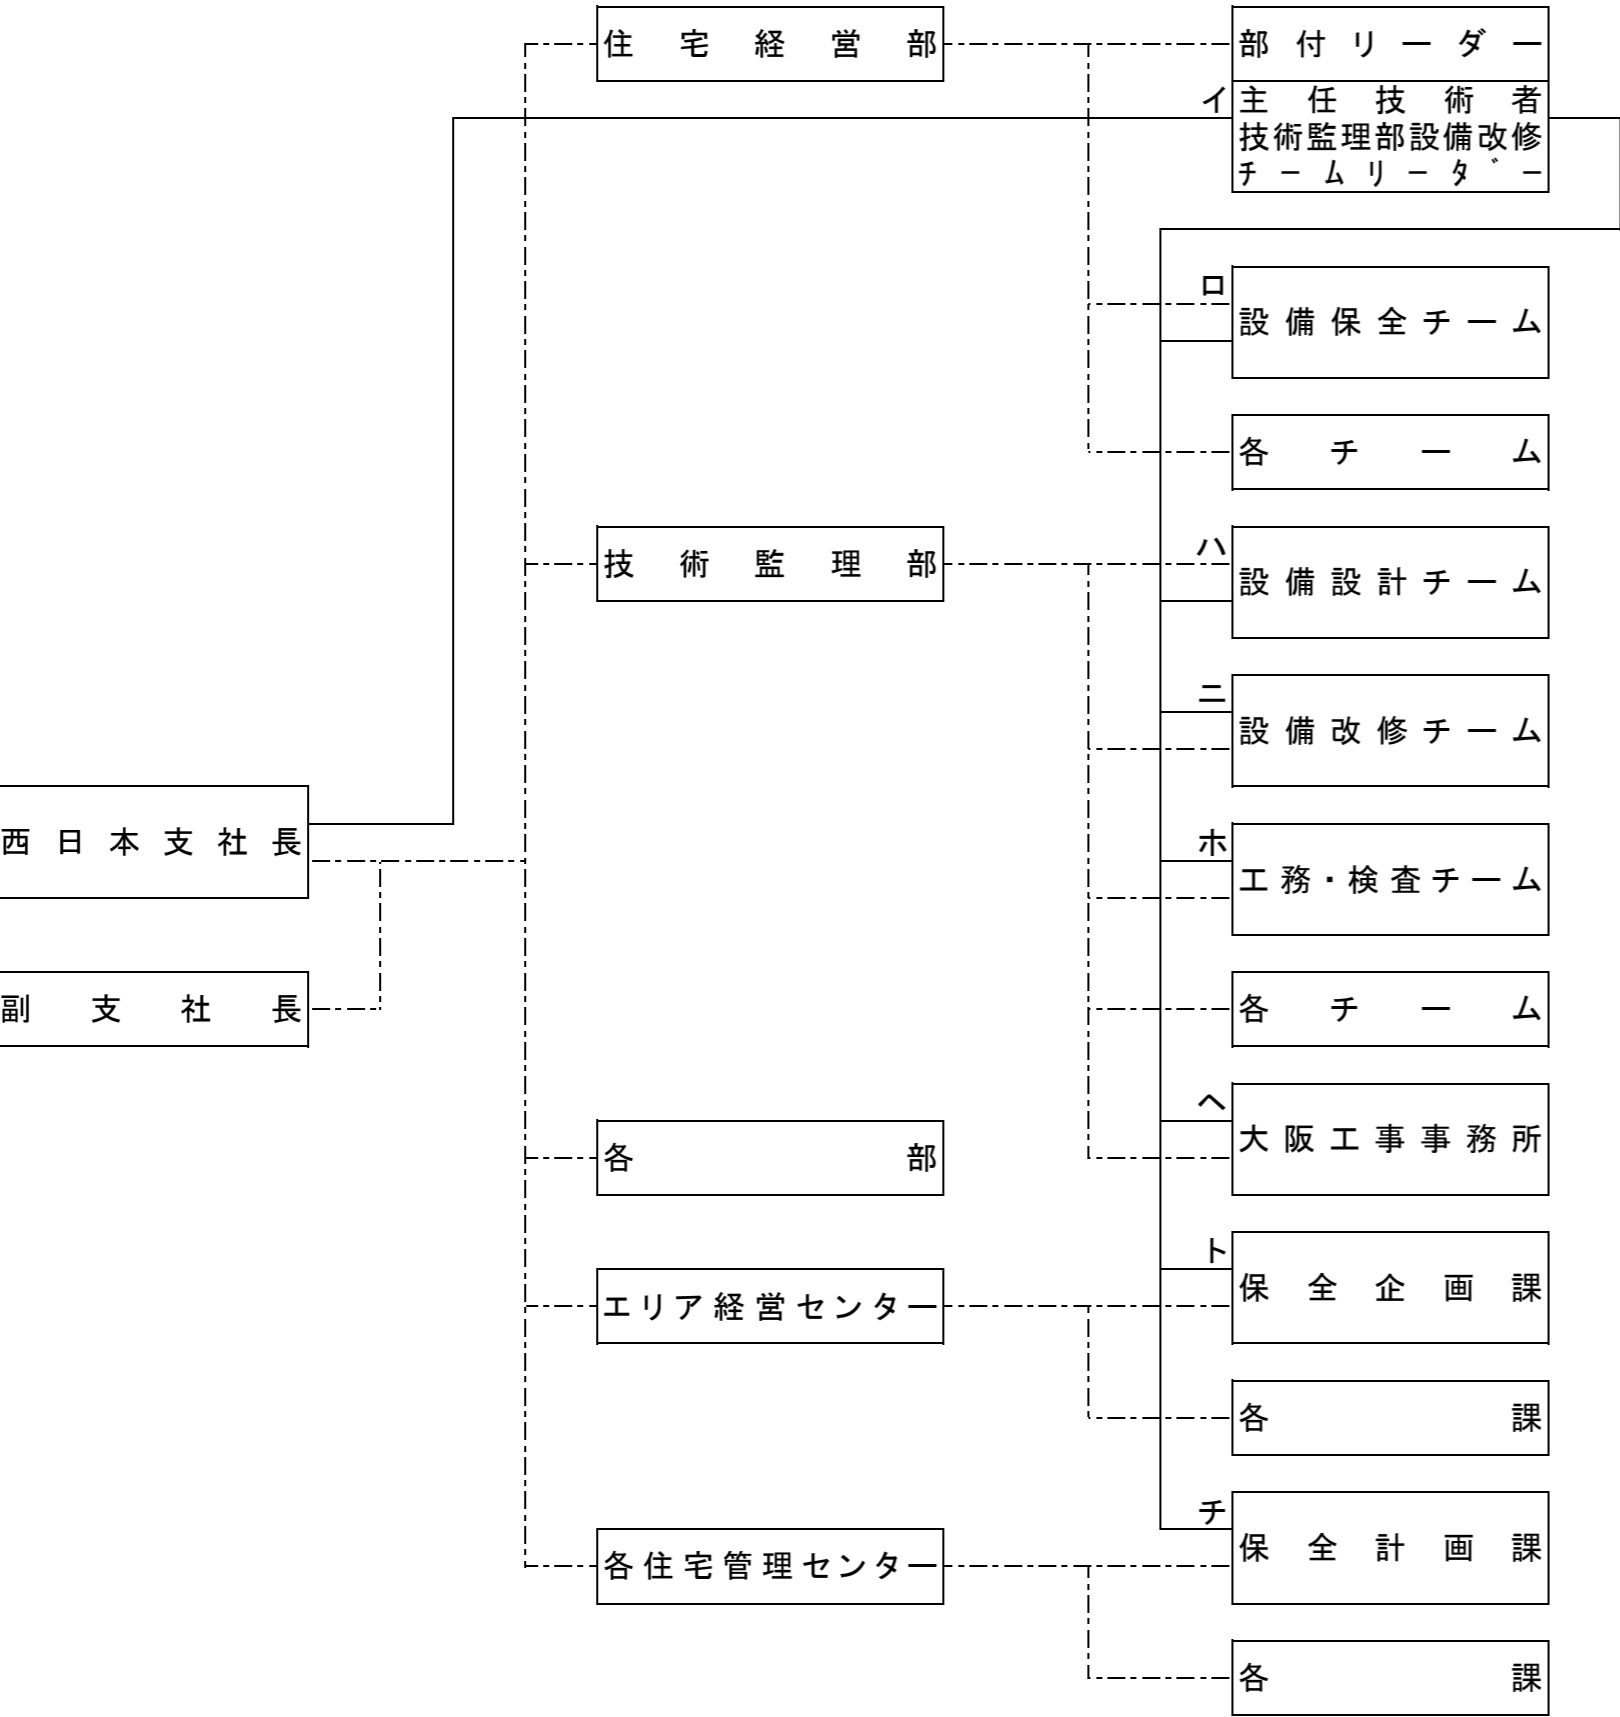 住宅経営部
部付リーダー
イ
主任技術者
技術監理部設備改修
チームリーダー
ロ
設備保全チーム
各チーム
技術監理部
ハ
設備設計チーム
ニ
設備改修チーム
西日本支社長
ホ
工務・検査チーム
副支社長
各チーム
ヘ
大阪工事事務所
各部
ト
保全企画課
エリア経営センター
各課
チ
保全計画課
各住宅管理センター
各課